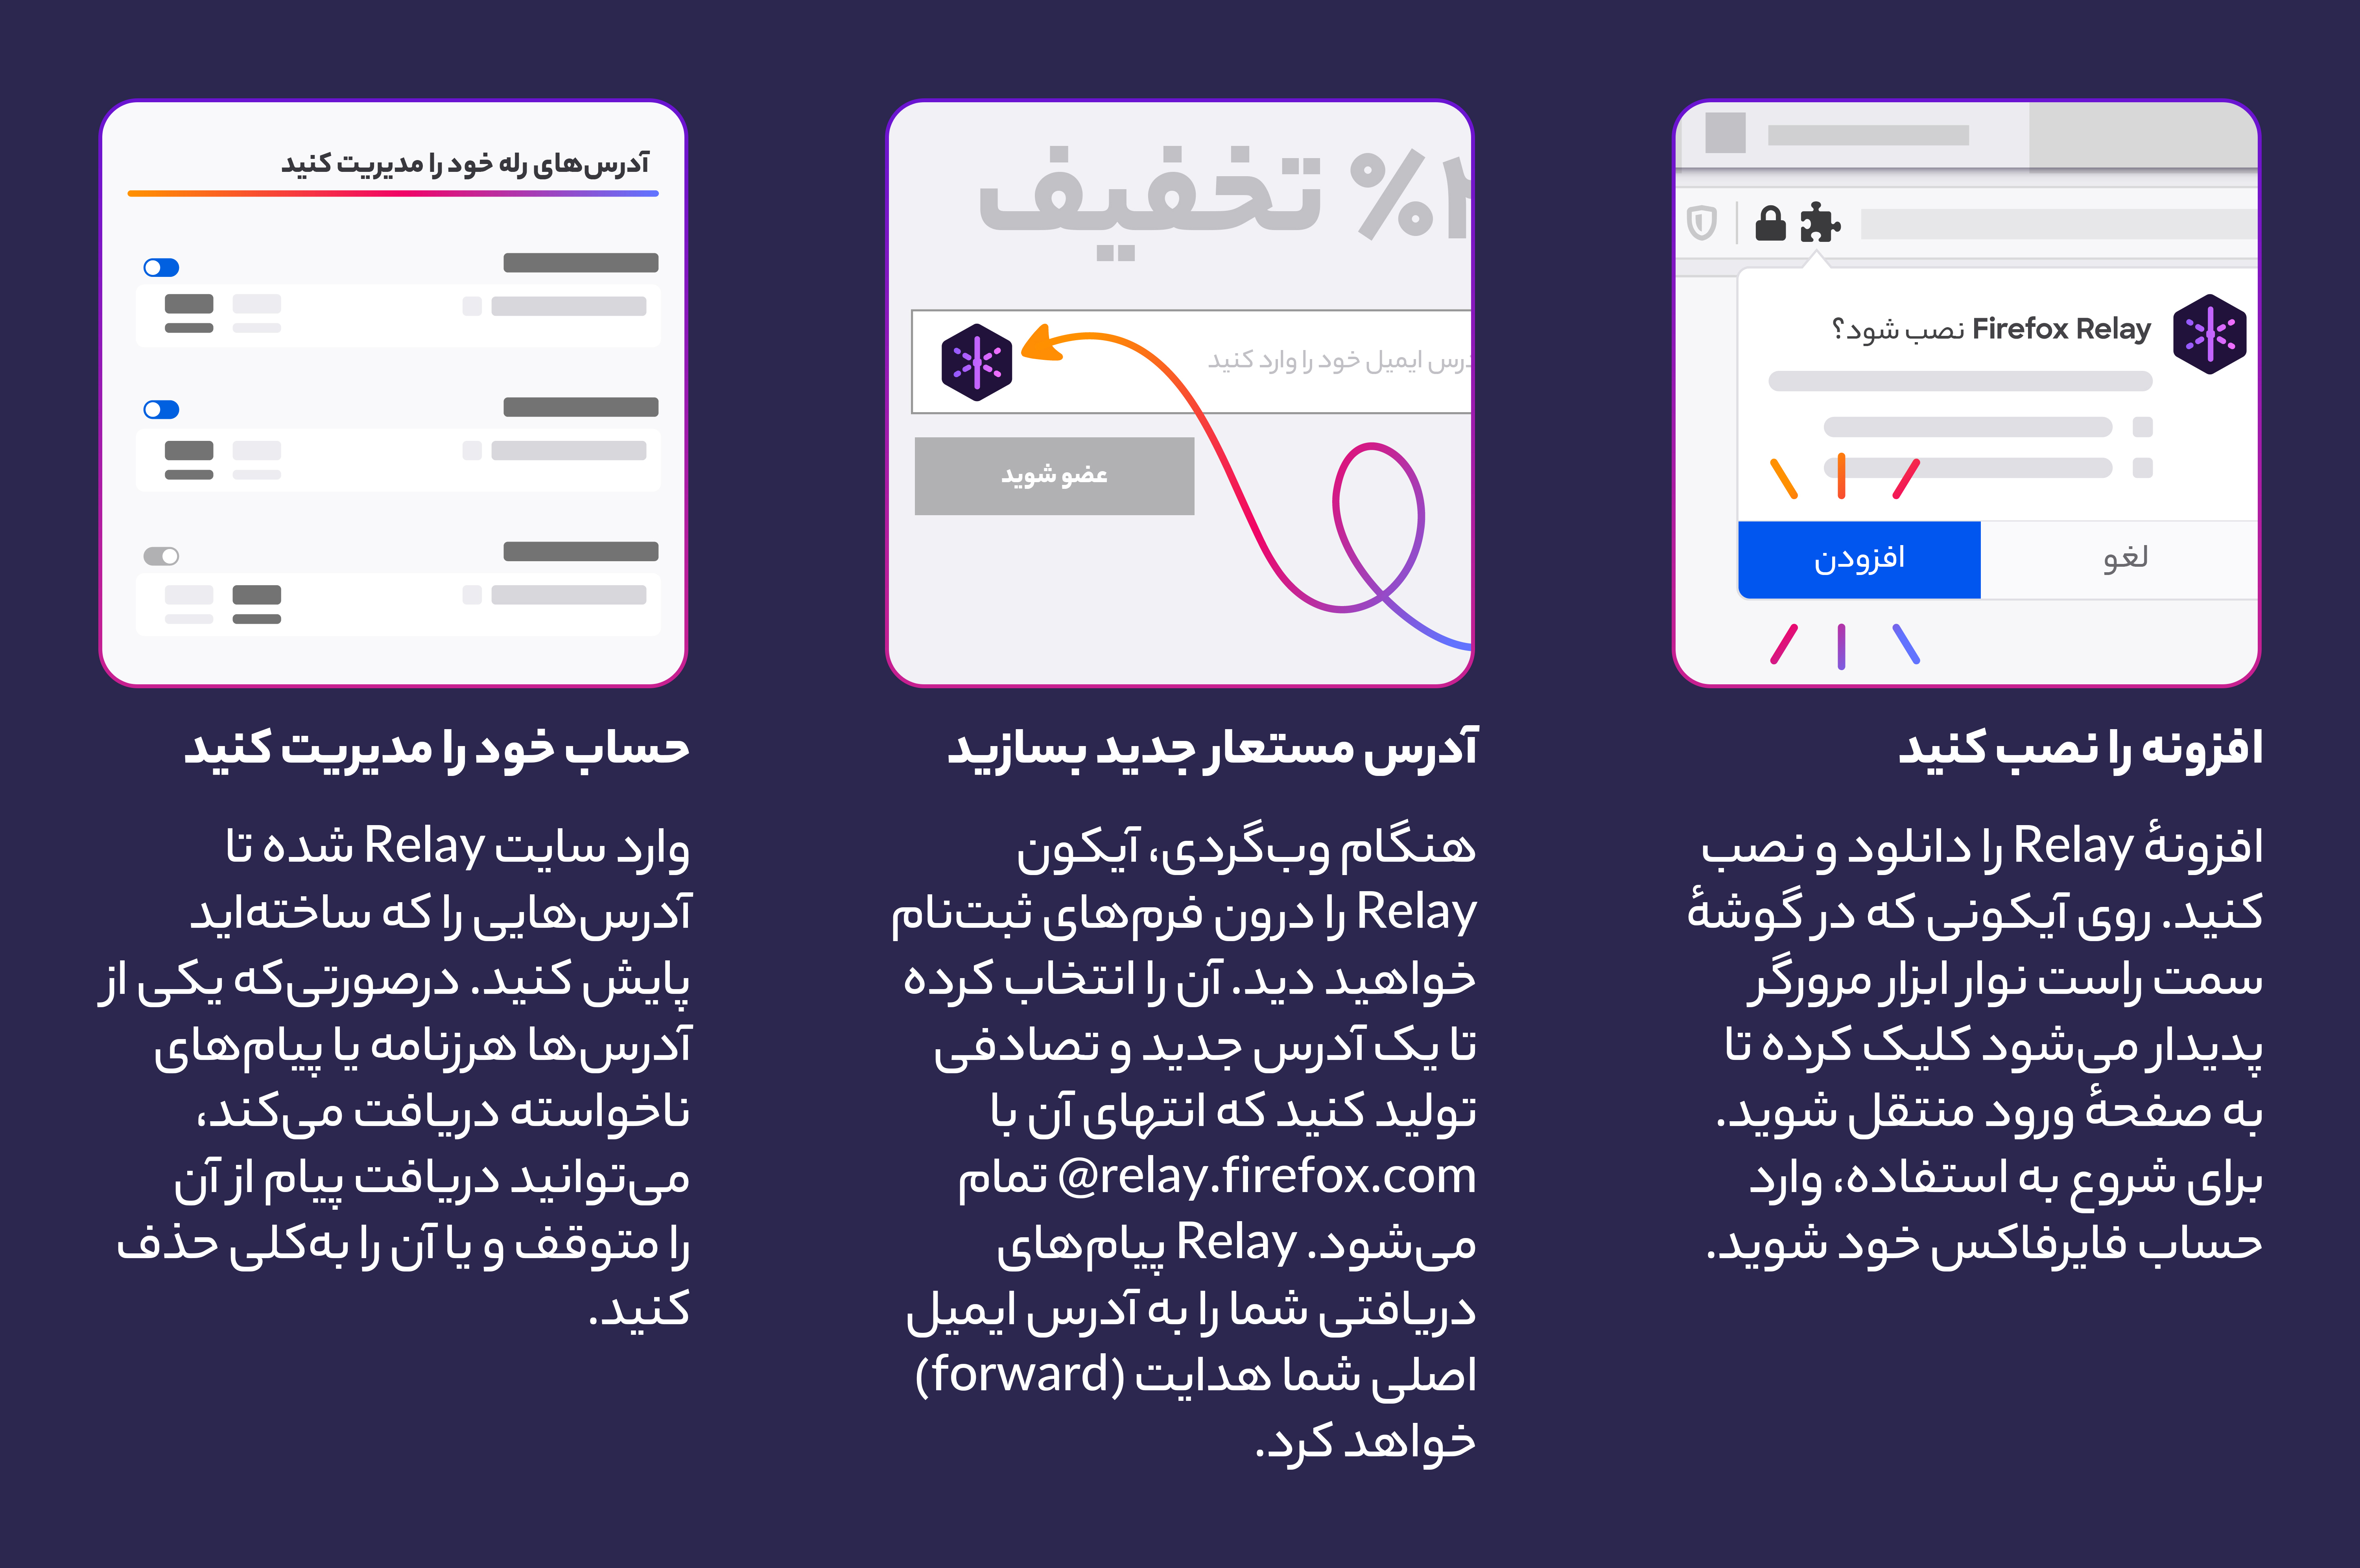 Firefox Relay نصب شود؟
لغو
افزودن
افزونه را نصب کنید
افزونهٔ Relay را دانلود و نصب
کنید. روی آیکونی که در گوشهٔ
سمت راست نوار ابزار مرورگر
پدیدار می‌شود کلیک کرده تا
به صفحهٔ ورود منتقل شوید.
برای شروع به استفاده، وارد
حساب فایرفاکس خود شوید.
% تخفیف
ایمیل خود را وارد کنید
عضو شوید
آدرس مستعار جدید بسازید
هنگام وب‌گردی، آیکون
Relay را درون فرم‌های ثبت‌نام
خواهید دید. آن را انتخاب کرده
تا یک آدرس جدید و تصادفی
تولید کنید که انتهای آن با
@relay.firefox.com تمام
می‌شود. Relay پیام‌های
دریافتی شما را به آدرس ایمیل
اصلی شما هدایت (forward)
خواهد کرد.
آدرس‌های رله خود را مدیریت کنید
حساب خود را مدیریت کنید
وارد سایت Relay شده تا
آدرس‌هایی را که ساخته‌اید
پایش کنید. درصورتی‌که یکی از
آدرس‌ها هرزنامه یا پیام‌های
ناخواسته دریافت می‌کند،
می‌توانید دریافت پیام از آن
را متوقف و یا آن را به‌کلی حذف
کنید.